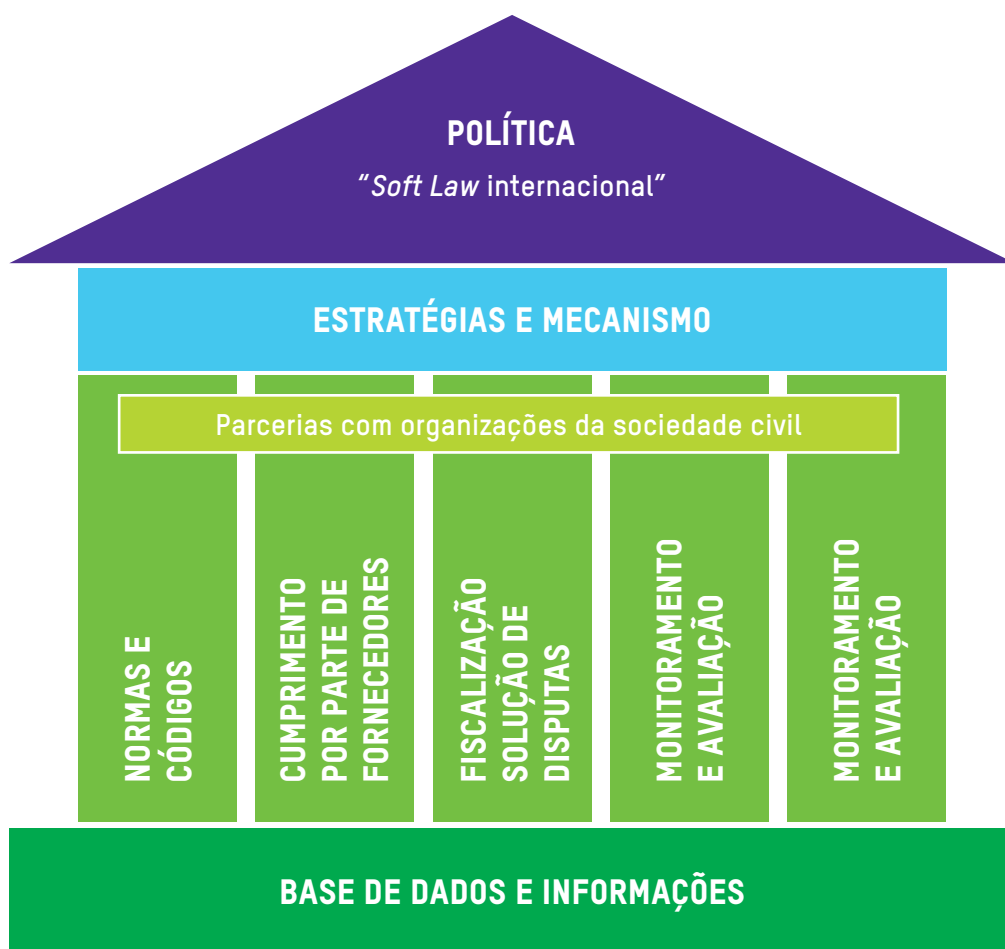 POLÍTICA
"Soft Law internacional"
ESTRATÉGIAS E MECANISMO
Parcerias com organizações da sociedade civil
NORMAS E
CÓDIGOS
CUMPRIMENTO
POR PARTE DE
FORNECEDORES
FISCALIZAÇÃO
SOLUÇÃO DE
DISPUTAS
MONITORAMENTO
E AVALIAÇÃO
MONITORAMENTO
E AVALIAÇÃO
BASE DE DADOS E INFORMAÇÕES